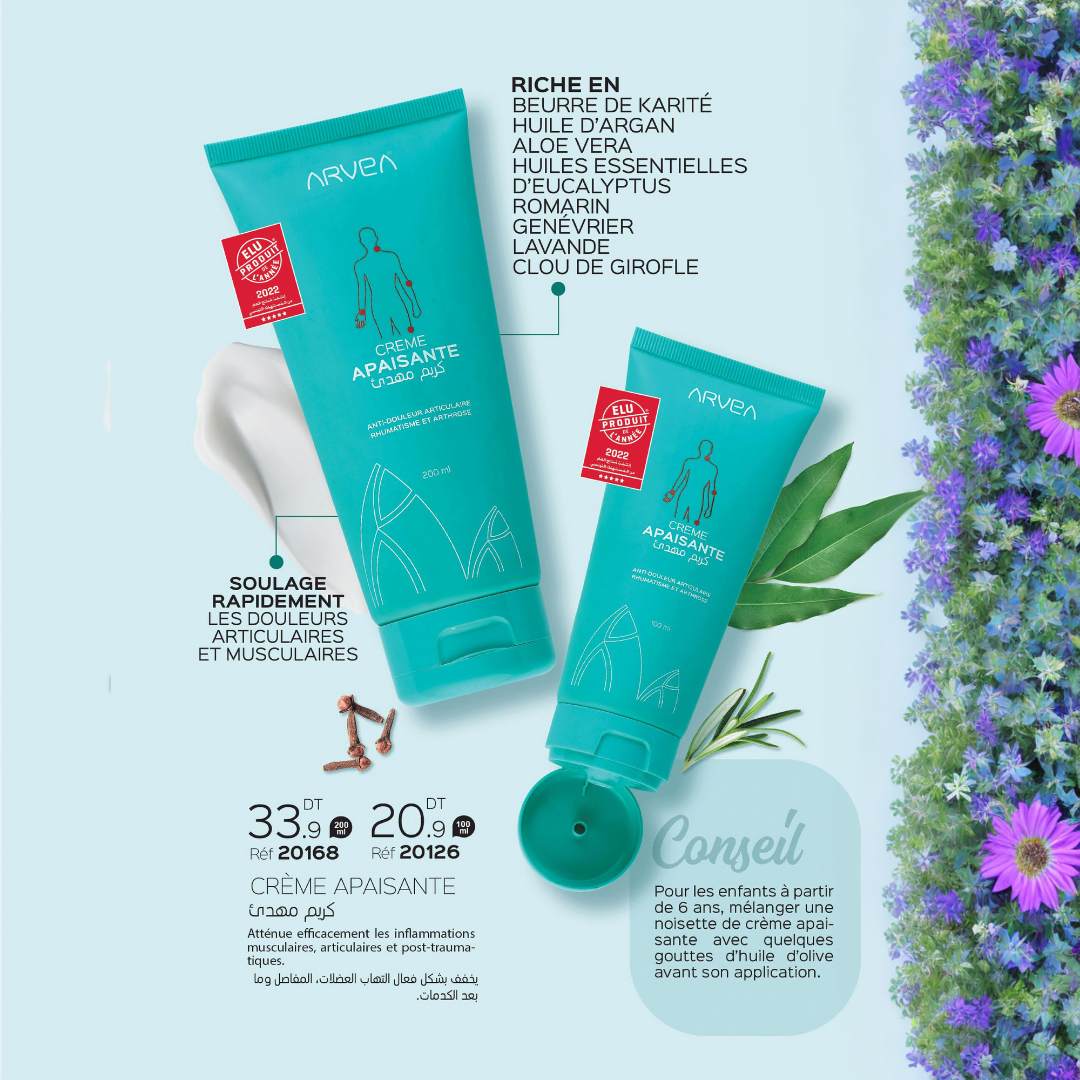 RICHE EN
BEURRE DE KARITÉ
HUILE D'ARGAN
ALOE VERA
HUILES ESSENTIELLES
D'EUCALYPTUS
ROMARIN
GENÉVRIER
LAVANDE
CLOU DE GIROFLE
ARVEA
ELU
PRODUIT
DE
L'ANNÉE
2022
CREME
APAISANTE
كريم مهدئ
ANTI-DOULEUR ARTICULAIRE
RHUMATISME ET ARTHROSE
200 ml
ARVEA
ELU
PRODUIT
DE
L'ANNÉE
2022
CREME
APAISANTE
كريم مهدئ
ANTI-DOULEUR ARTICULAIRE
RHUMATISME ET ARTHROSE
100 ml
SOULAGE
RAPIDEMENT
LES DOULEURS
ARTICULAIRES
ET MUSCULAIRES
33.9 DT 200 ml 20.9 DT 100 ml
Réf 20168 Réf 20126
CRÈME APAISANTE
كريم مهدئ
Atténue efficacement les inflammations
musculaires, articulaires et post-trauma-
tiques.
يخفف بشكل فعال التهاب العضلات، المفاصل وما
بعد الكدمات.
Conseil
Pour les enfants à partir
de 6 ans, mélanger une
noisette de crème apai-
sante avec quelques
gouttes d'huile d'olive
avant son application.